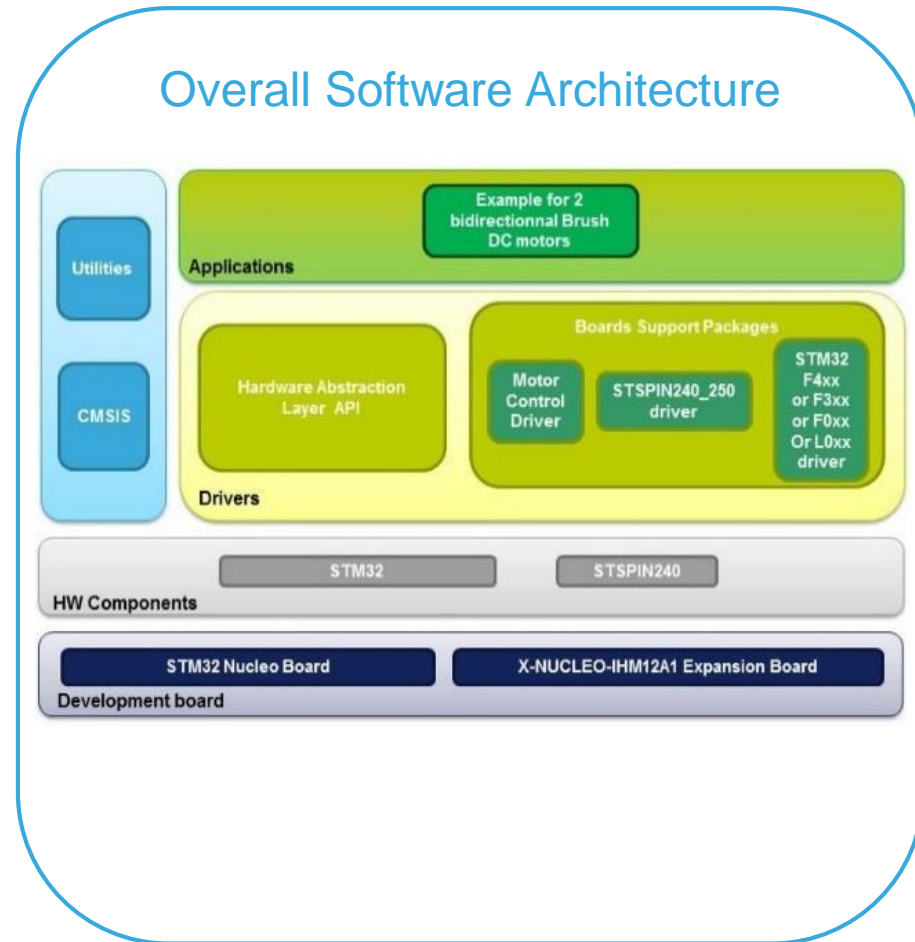 Overall Software Architecture
Example for 2
bidirectionnal Brush
DC motors
Applications
Utilities
CMSIS
Hardware Abstraction
Layer API
Boards Support Packages
Motor
Control
Driver
STSPIN240_250
driver
STM32
F4xx
or F3xx
or F0xx
Or L0xx
driver
Drivers
STM32
STSPIN240
HW Components
STM32 Nucleo Board
X-NUCLEO-IHM12A1 Expansion Board
Development board